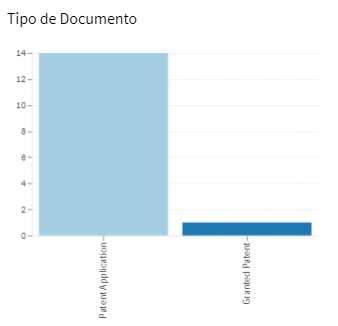 Tipo de Documento
14
12
10
8
6
4
2
0
Patent Application
Granted Patent